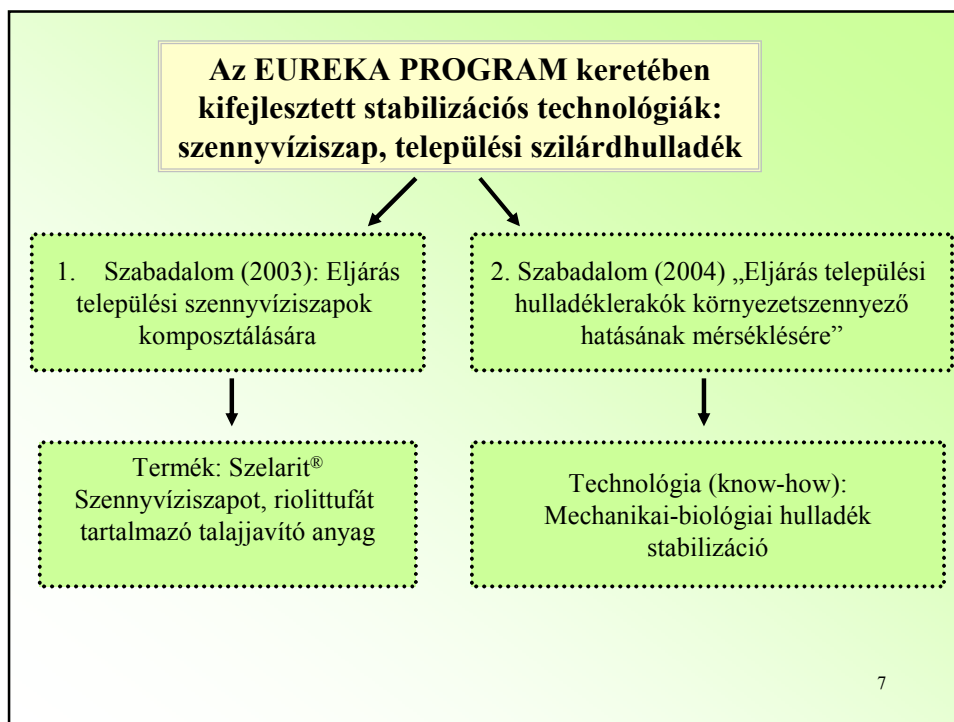 Az EUREKA PROGRAM keretében
kifejlesztett stabilizációs technológiák:
szennyvíziszap, települési szilárdhulladék
1. Szabadalom (2003): Eljárás
települési szennyvíziszapok
komposztálására
2. Szabadalom (2004) „Eljárás települési
hulladéklerakók környezetszennyező
hatásának mérséklésére”
Termék: Szelarit®
Szennyvíziszapot, riolittufát
tartalmazó talajjavító anyag
Technológia (know-how):
Mechanikai-biológiai hulladék
stabilizáció
7